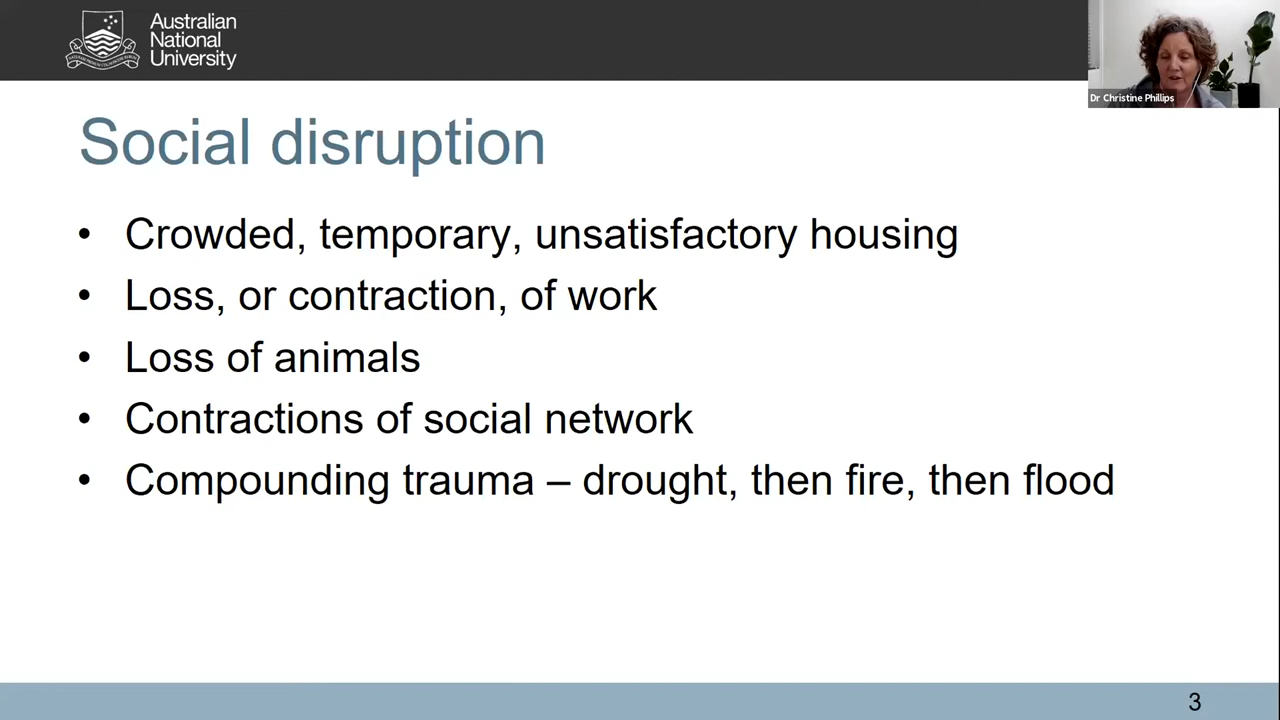 Australian
National
University
Dr Christine Phillips
Social disruption
• Crowded, temporary, unsatisfactory housing
• Loss, or contraction, of work
• Loss of animals
• Contractions of social network
• Compounding trauma – drought, then fire, then flood
3